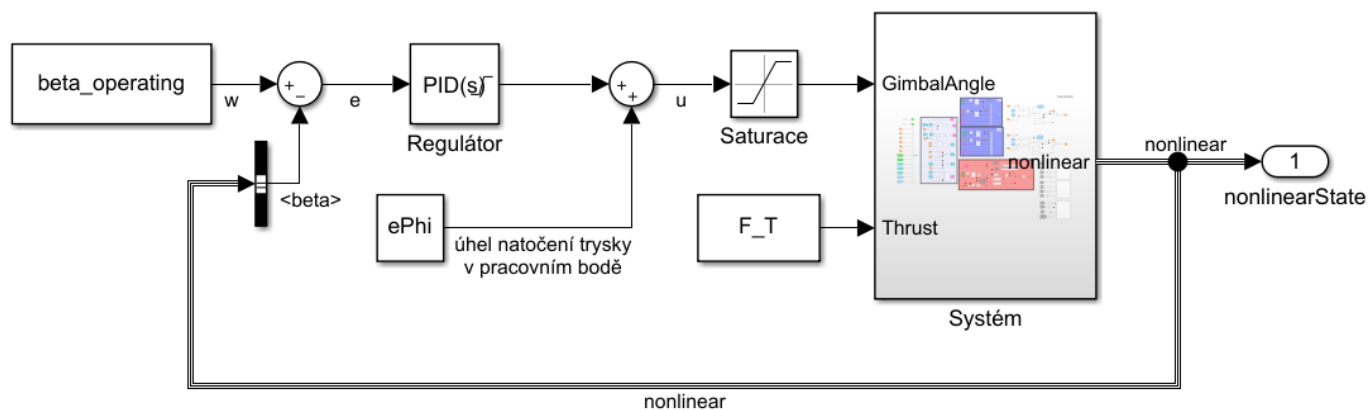 beta_operating
w
+
−
e
PID(s)
Regulátor
+
+
u
Saturace
GimbalAngle
nonlinear
Thrust
Systém
nonlinear
1
nonlinearState
<beta>
ePhi
úhel natočení trysky
v pracovním bodě
F_T
nonlinear